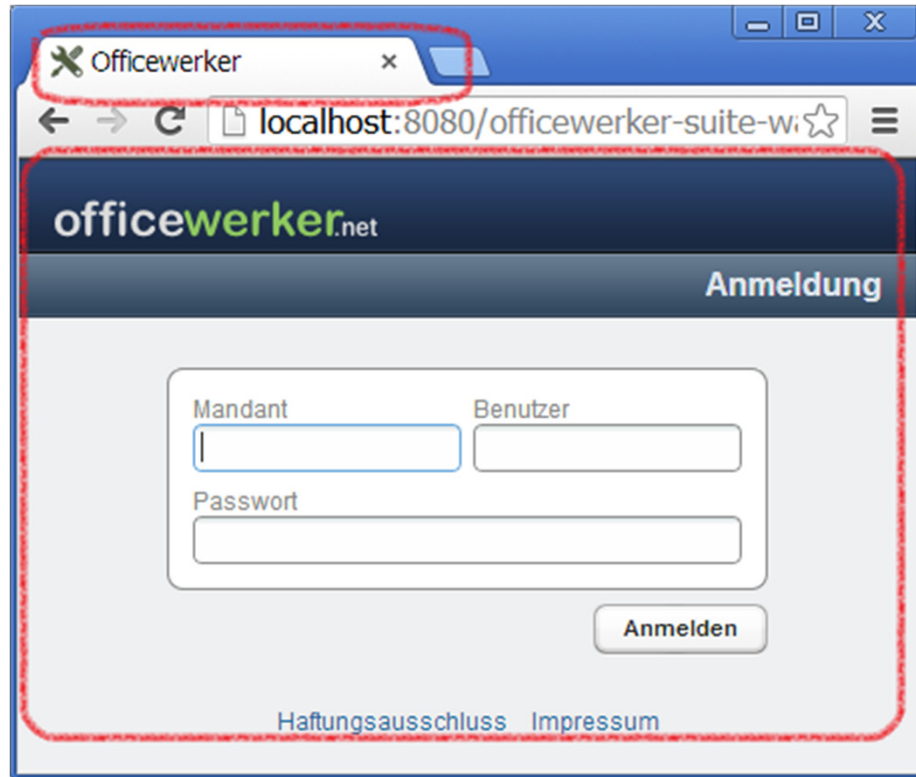 Officewerker
localhost:8080/officewerker-suite-w
officewerker.net
Anmeldung
Mandant Benutzer
Passwort
Anmelden
Haftungsausschluss Impressum